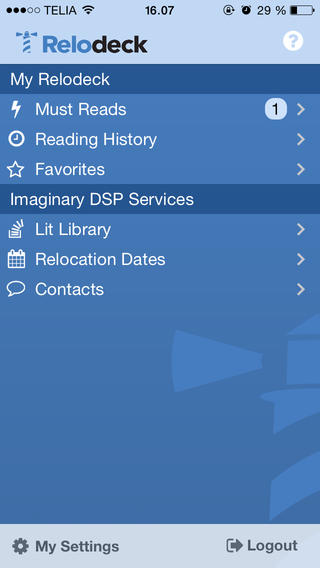 TELIA 16.07 29 %
Relodeck ?
My Relodeck
Must Reads 1
Reading History
Favorites
Imaginary DSP Services
Lit Library
Relocation Dates
Contacts
My Settings Logout